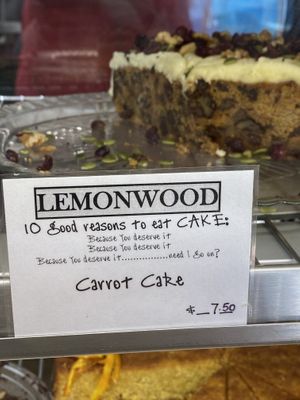 LEMONWOOD
10 good reasons to eat CAKE:
Because You deserve it
Because You deserve it
Because You deserve it.................need I go on?
Carrot Cake
$_7.50